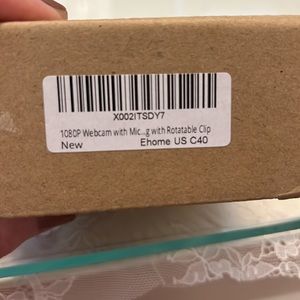 X002ITSDY7
1080P Webcam with Mic...g with Rotatable Clip
New Ehome US C40